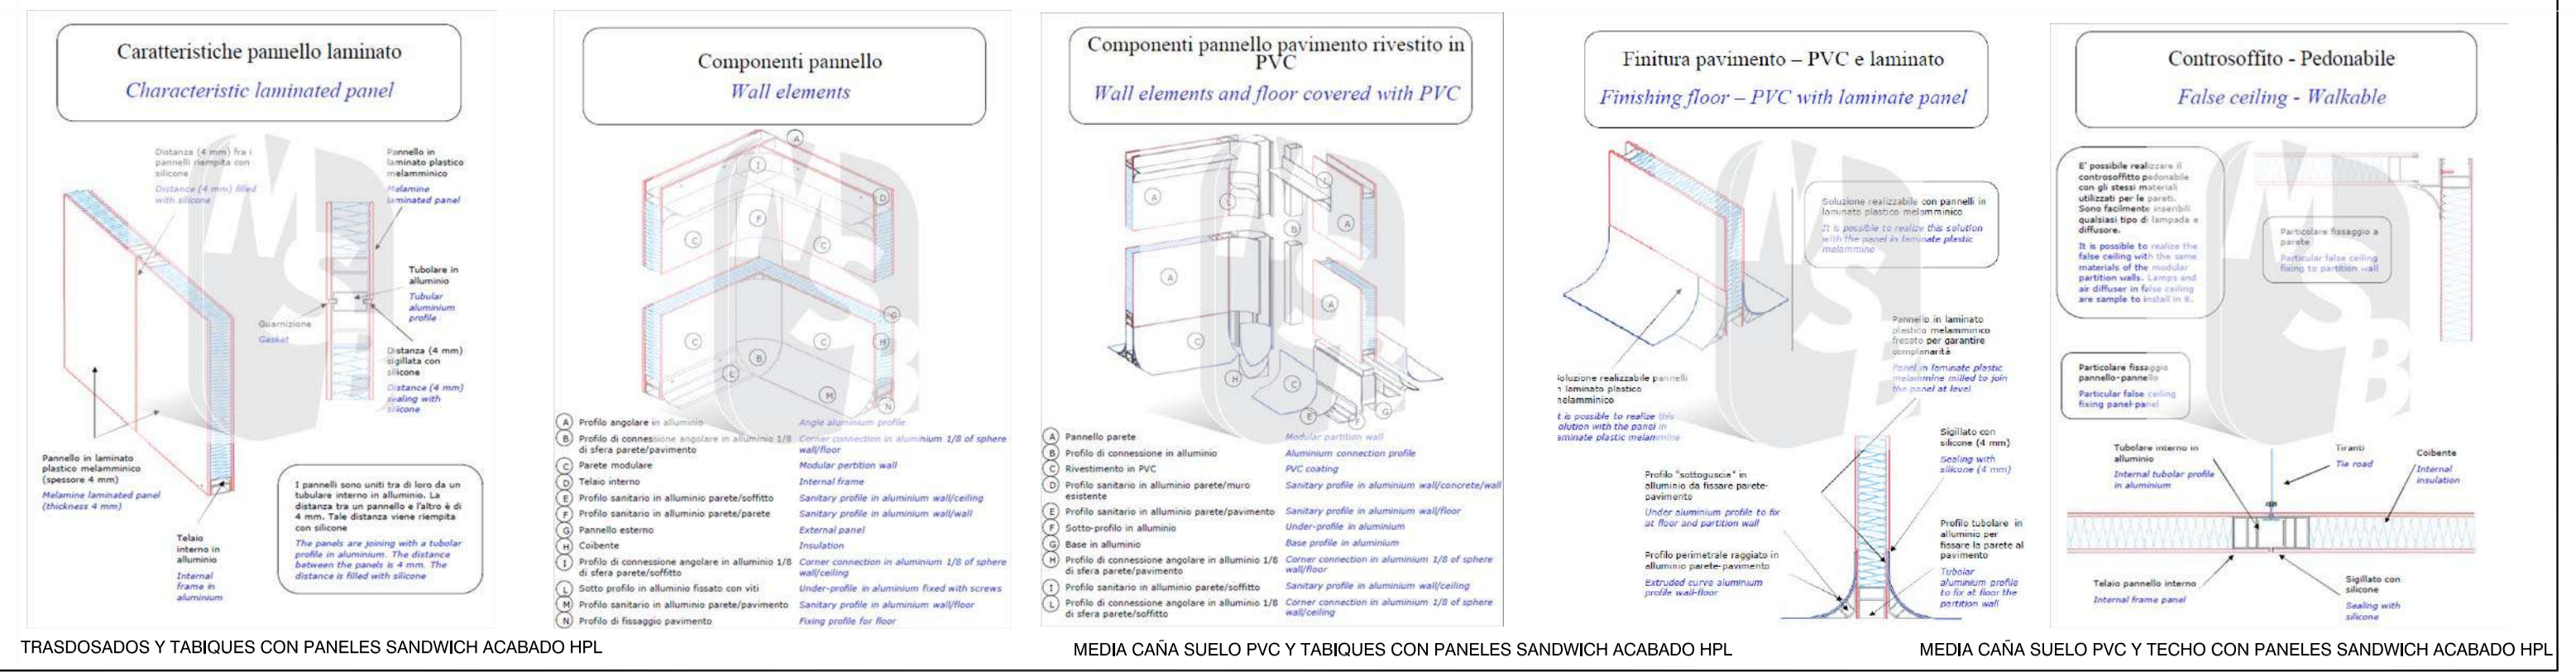 Caratteristiche pannello laminato
Characteristic laminated panel
Distanza (4 mm) fra i
pannelli riempita con
silicone
Distance (4 mm) filled
with silicone
Pannello in
laminato plastico
melamminico
Melamine
laminated panel
Tubolare in
alluminio
Tubular
aluminium
profile
Guarnizione
Gasket
Distanza (4 mm)
sigillata con
silicone
Distance (4 mm)
sealing with
silicone
Pannello in laminato
plastico melamminico
(spessore 4 mm)
Melamine laminated panel
(thickness 4 mm)
Telaio
interno in
alluminio
Internal
frame in
aluminium
I pannelli sono uniti tra di loro da un
tubulare interno in alluminio. La
distanza tra un pannello e l'altro è di
4 mm. Tale distanza viene riempita
con silicone
The panels are joining with a tubular
profile in aluminium. The distance
between the panels is 4 mm. The
distance is filled with silicone
TRASDOSADOS Y TABIQUES CON PANELES SANDWICH ACABADO HPL
Componenti pannello
Wall elements
A
I
D
F
C
C
G
C
C
H
B
L
M
N
A Profilo angolare in alluminio Angle aluminium profile
B Profilo di connessione angolare in alluminio 1/8 Corner connection in aluminium 1/8 of sphere
di sfera parete/pavimento wall/floor
C Parete modulare Modular pertition wall
D Telaio interno Internal frame
E Profilo sanitario in alluminio parete/soffitto Sanitary profile in aluminium wall/ceiling
F Profilo sanitario in alluminio parete/parete Sanitary profile in aluminium wall/wall
G Pannello esterno External panel
H Coibente Insulation
I Profilo di connessione angolare in alluminio 1/8 Corner connection in aluminium 1/8 of sphere
di sfera parete/soffitto wall/ceiling
L Sotto profilo in alluminio fissato con viti Under-profile in aluminium fixed with screws
M Profilo sanitario in alluminio parete/pavimento Sanitary profile in aluminium wall/floor
N Profilo di fissaggio pavimento Fixing profile for floor
Componenti pannello pavimento rivestito in
PVC
Wall elements and floor covered with PVC
A
I
L
A
B
A
A
C
H
C
E
F
G
A Pannello parete Modular partition wall
B Profilo di connessione in alluminio Aluminium connection profile
C Rivestimento in PVC PVC coating
D Profilo sanitario in alluminio parete/muro Sanitary profile in aluminium wall/concrete/wall
esistente
E Profilo sanitario in alluminio parete/pavimento Sanitary profile in aluminium wall/floor
F Sotto-profilo in alluminio Under-profile in aluminium
G Base in alluminio Base profile in aluminium
H Profilo di connessione angolare in alluminio 1/8 Corner connection in aluminium 1/8 of sphere
di sfera parete/pavimento wall/floor
I Profilo sanitario in alluminio parete/soffitto Sanitary profile in aluminium wall/ceiling
L Profilo di connessione angolare in alluminio 1/8 Corner connection in aluminium 1/8 of sphere
di sfera parete/soffitto wall/ceiling
MEDIA CAÑA SUELO PVC Y TABIQUES CON PANELES SANDWICH ACABADO HPL
Finitura pavimento – PVC e laminato
Finishing floor – PVC with laminate panel
Soluzione realizzabile con pannelli in
laminato plastico melamminico
It is possible to realize this solution
with the panel in laminate plastic
melammine
oluzione realizzabile pannelli
n laminato plastico
melamminico
t is possible to realize this
olution with the panel in
aminate plastic melammine
Pannello in laminato
plastico melamminico
fresato per garantire
complanarità
Panel in laminate plastic
melammine milled to join
the panel at level
Sigillato con
silicone (4 mm)
Sealing with
silicone (4 mm)
Profilo "sottoguscia" in
alluminio da fissare parete-
pavimento
Under aluminium profile to fix
at floor and partition wall
Profilo perimetrale raggiato in
alluminio parete-pavimento
Extruded curve aluminium
profile wall-floor
Profilo tubolare in
alluminio per
fissare la parete al
pavimento
Tubolar
aluminium profile
to fix at floor the
partition wall
Controsoffito - Pedonabile
False ceiling - Walkable
E' possibile realizzare il
controsoffitto pedonabile
con gli stessi materiali
utilizzati per le pareti.
Sono facilmente inseribili
qualsiasi tipo di lampada e
diffusore.
It is possible to realize the
false ceiling with the same
materials of the modular
partition walls. Lamps and
air diffuser in false ceiling
are sample to install in it.
Particolare fissaggio a
parete
Particular false ceiling
fixing to partition wall
Particolare fissaggio
pannello-pannello
Particular false ceiling
fixing panel-panel
Tubolare interno in
alluminio
Internal tubolar profile
in aluminium
Tiranti
Tie road
Coibente
Internal
insulation
Telaio pannello interno
Internal frame panel
Sigillato con
silicone
Sealing with
silicone
MEDIA CAÑA SUELO PVC Y TECHO CON PANELES SANDWICH ACABADO HPL